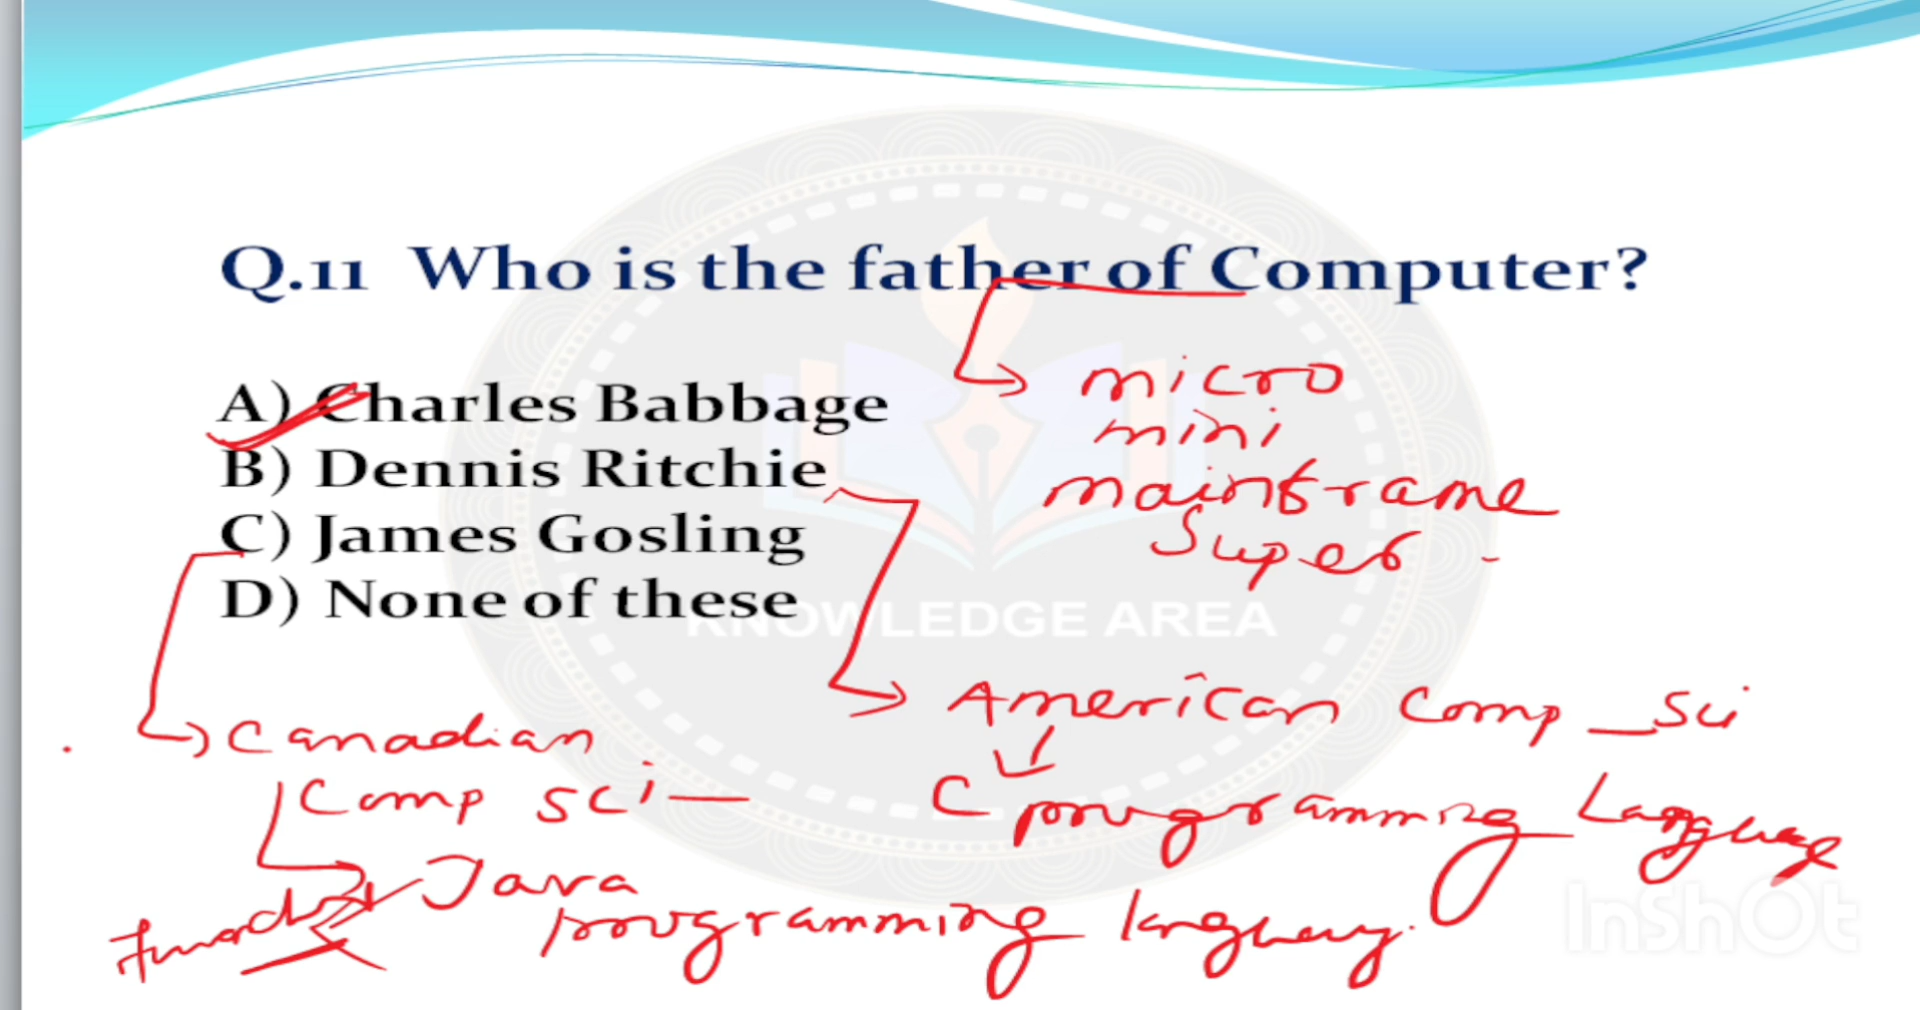 Q.11 Who is the father of Computer?
A) Charles Babbage
B) Dennis Ritchie
C) James Gosling
D) None of these
micro
mini
mainframe
Super
KNOWLEDGE AREA
American Comp Sci
C programming Language
Canadian
Comp sci
Java
programming language
InShOt